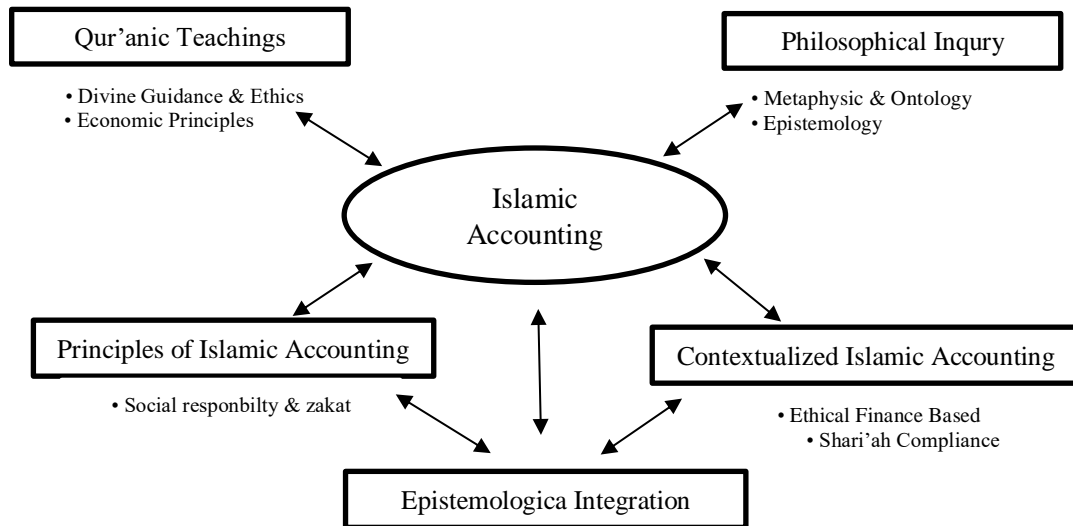 Qur’anic Teachings
Philosophical Inqury
• Divine Guidance & Ethics
• Economic Principles
• Metaphysic & Ontology
• Epistemology
Islamic
Accounting
Principles of Islamic Accounting
Contextualized Islamic Accounting
• Social responbilty & zakat
• Ethical Finance Based
• Shari’ah Compliance
Epistemologica Integration